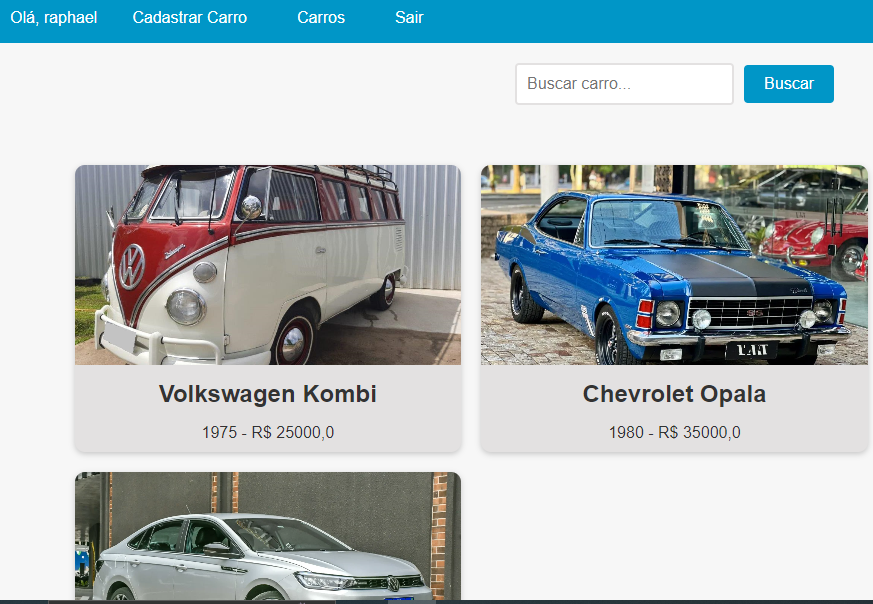 Olá, raphael Cadastrar Carro Carros Sair
Buscar carro... Buscar
Volkswagen Kombi
1975 - R$ 25000,0
Chevrolet Opala
1980 - R$ 35000,0